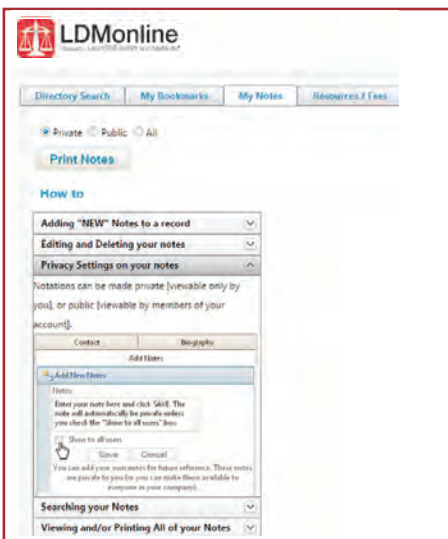 LDMonline
Directory Search My Bookmarks My Notes Resources / Fees
Private Public All
Print Notes
How to
Adding "NEW" Notes to a record
Editing and Deleting your notes
Privacy Settings on your notes
Notations can be made private [viewable only by
you], or public [viewable by members of your
account].
Contact Biography
Add Notes
Add New Notes
Notes:
Enter your note here and click SAVE. The
note will automatically be private unless
you check the "Show to all users" box
Show to all users
Save Cancel
You can add your own notes for future reference. These notes
are private to you (or you can make them available to
everyone in your company).
Searching your Notes
Viewing and/or Printing All of your Notes